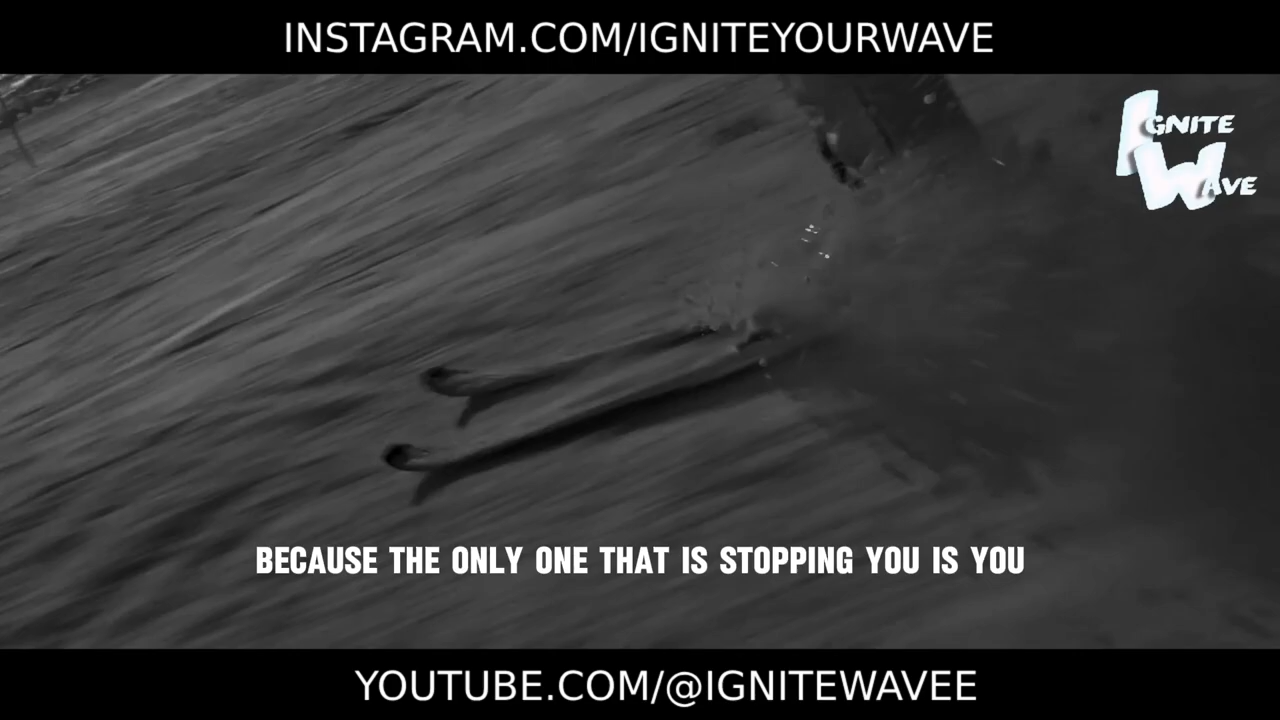 INSTAGRAM.COM/IGNITEYOURWAVE
IGNITE
WAVE
BECAUSE THE ONLY ONE THAT IS STOPPING YOU IS YOU
YOUTUBE.COM/@IGNITEWAVEE